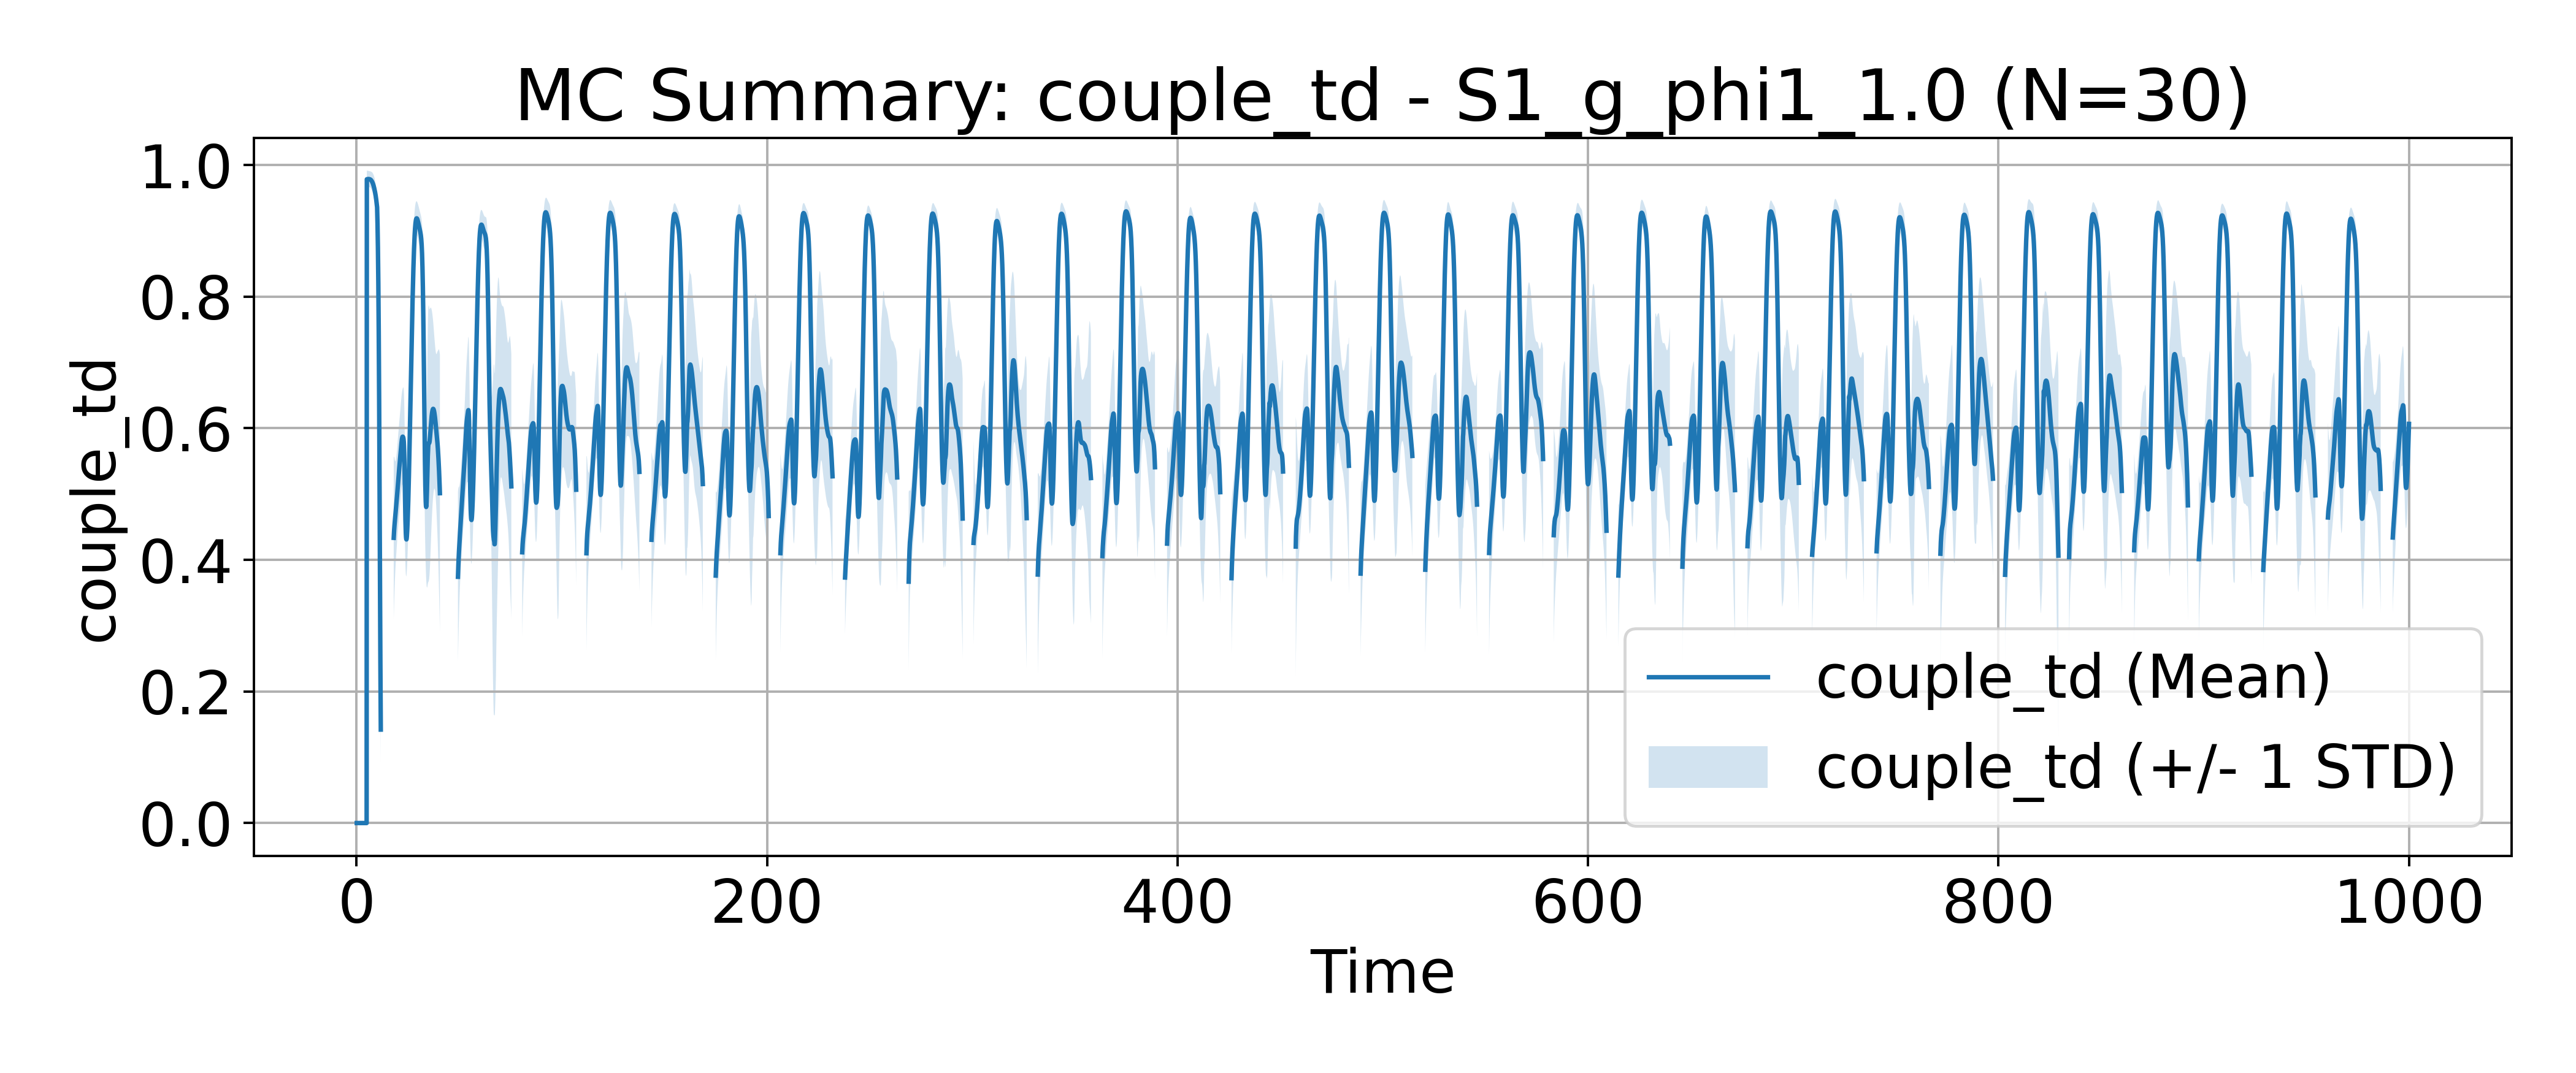 MC Summary: couple_td - S1_g_phi1_1.0 (N=30)
1.0
0.8
0.6
0.4
0.2
0.0
couple_td
couple_td (Mean)
couple_td (+/- 1 STD)
0 200 400 600 800 1000
Time